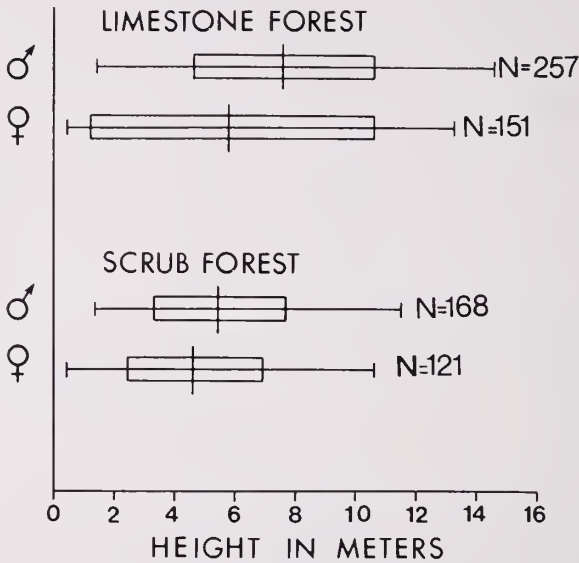 LIMESTONE FOREST
♂ N=257
♀ N=151
SCRUB FOREST
♂ N=168
♀ N=121
0 2 4 6 8 10 12 14 16
HEIGHT IN METERS